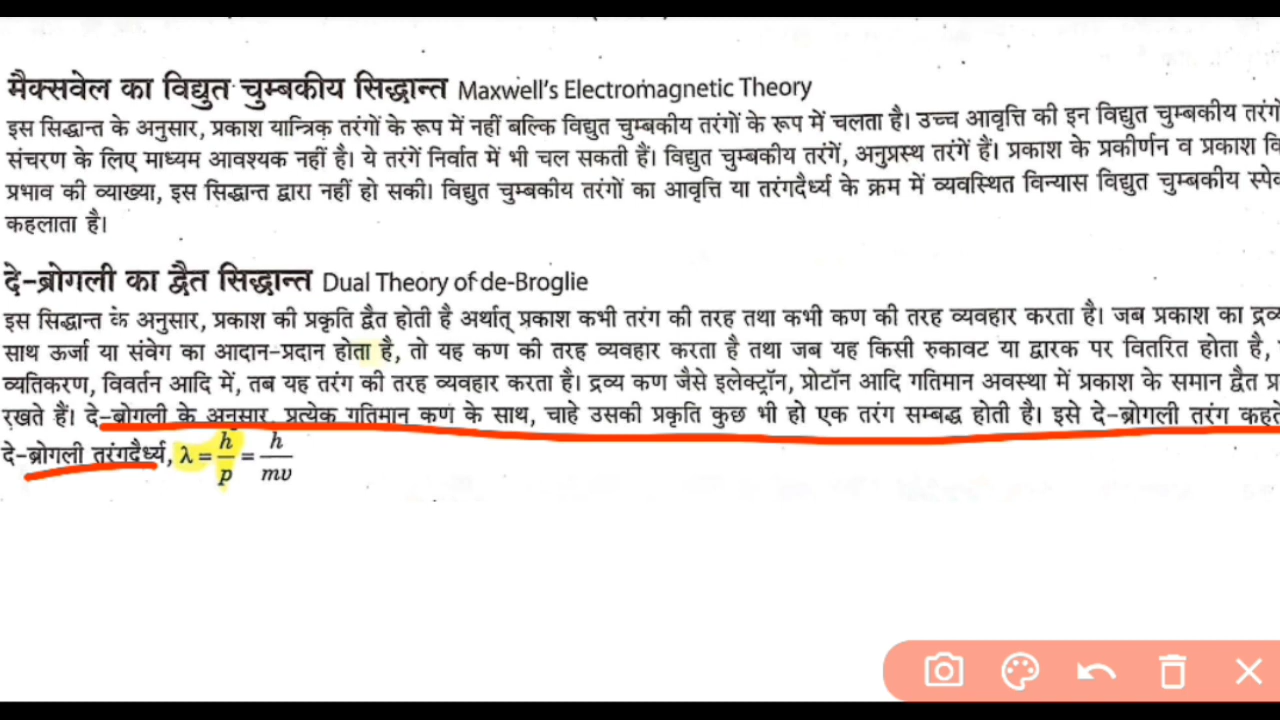 मैक्सवेल का विद्युत चुम्बकीय सिद्धान्त Maxwell's Electromagnetic Theory
इस सिद्धान्त के अनुसार, प्रकाश यान्त्रिक तरंगों के रूप में नहीं बल्कि विद्युत चुम्बकीय तरंगों के रूप में चलता है। उच्च आवृत्ति की इन विद्युत चुम्बकीय
संचरण के लिए माध्यम आवश्यक नहीं है। ये तरंगें निर्वात में भी चल सकती हैं। विद्युत चुम्बकीय तरंगें, अनुप्रस्थ तरंगें हैं। प्रकाश के प्रकीर्णन व प्रकाश
प्रभाव की व्याख्या, इस सिद्धान्त द्वारा नहीं हो सकी। विद्युत चुम्बकीय तरंगों का आवृत्ति या तरंगदैर्ध्य के क्रम में व्यवस्थित विन्यास विद्युत चुम्बकीय
कहलाता है।
दे-ब्रोगली का द्वैत सिद्धान्त Dual Theory of de-Broglie
इस सिद्धान्त के अनुसार, प्रकाश की प्रकृति द्वैत होती है अर्थात् प्रकाश कभी तरंग की तरह तथा कभी कण की तरह व्यवहार करता है। जब प्रकाश का
साथ ऊर्जा या संवेग का आदान-प्रदान होता है, तो यह कण की तरह व्यवहार करता है तथा जब यह किसी रुकावट या द्वारक पर वितरित होता है,
व्यतिकरण, विवर्तन आदि में, तब यह तरंग की तरह व्यवहार करता है। द्रव्य कण जैसे इलेक्ट्रॉन, प्रोटॉन आदि गतिमान अवस्था में प्रकाश के समान द्वैत
रखते हैं। दे-ब्रोगली के अनुसार, प्रत्येक गतिमान कण के साथ, चाहे उसकी प्रकृति कुछ भी हो एक तरंग सम्बद्ध होती है। इसे दे-ब्रोगली तरंग
दे-ब्रोगली तरंगदैर्ध्य, λ = h/p = h/mv